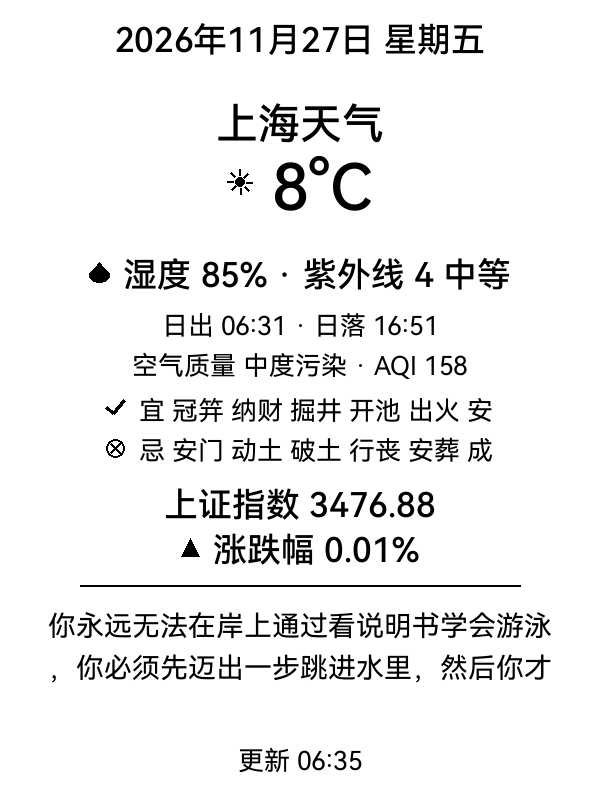 2026年11月27日 星期五
上海天气
☀ 8°C
湿度 85% · 紫外线 4 中等
日出 06:31 · 日落 16:51
空气质量 中度污染 · AQI 158
宜 冠笄 纳财 掘井 开池 出火 安
忌 安门 动土 破土 行丧 安葬 成
上证指数 3476.88
▲ 涨跌幅 0.01%
你永远无法在岸上通过看说明书学会游泳
，你必须先迈出一步跳进水里，然后你才
更新 06:35